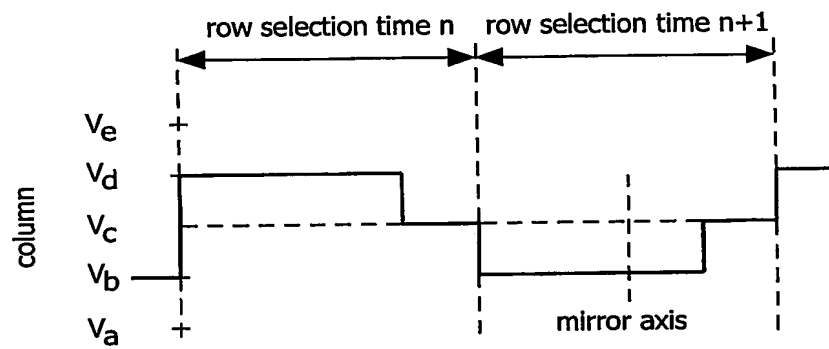 row selection time n row selection time n+1
Ve
Vd
Vc
Vb
Va
column
mirror axis